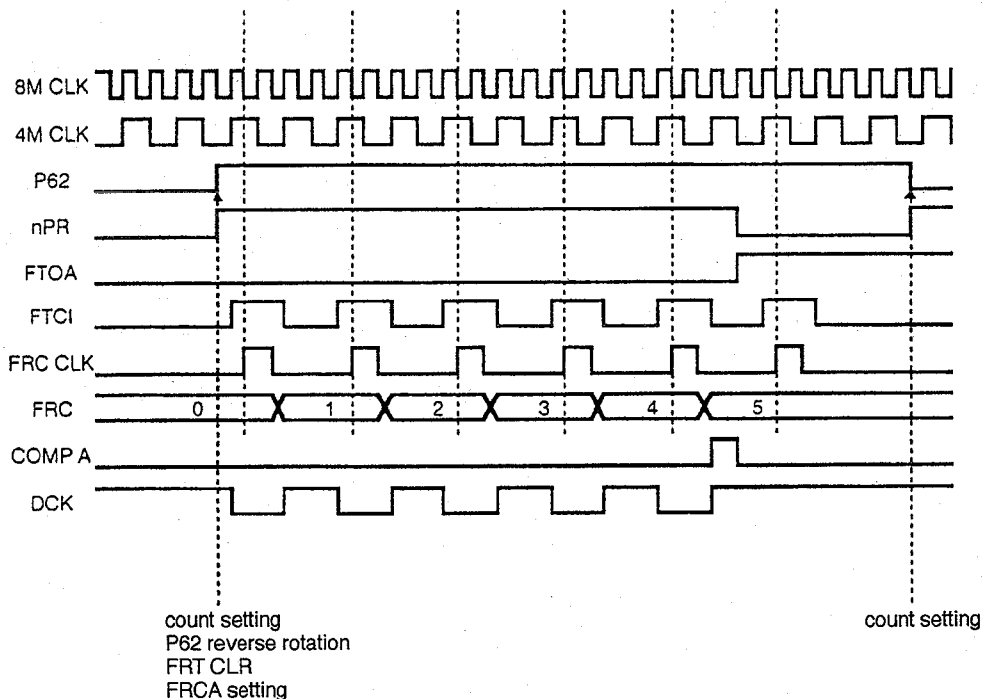 8M CLK
4M CLK
P62
nPR
FTOA
FTCI
FRC CLK
FRC 0 1 2 3 4 5
COMP A
DCK
count setting
P62 reverse rotation
FRT CLR
FRCA setting
count setting